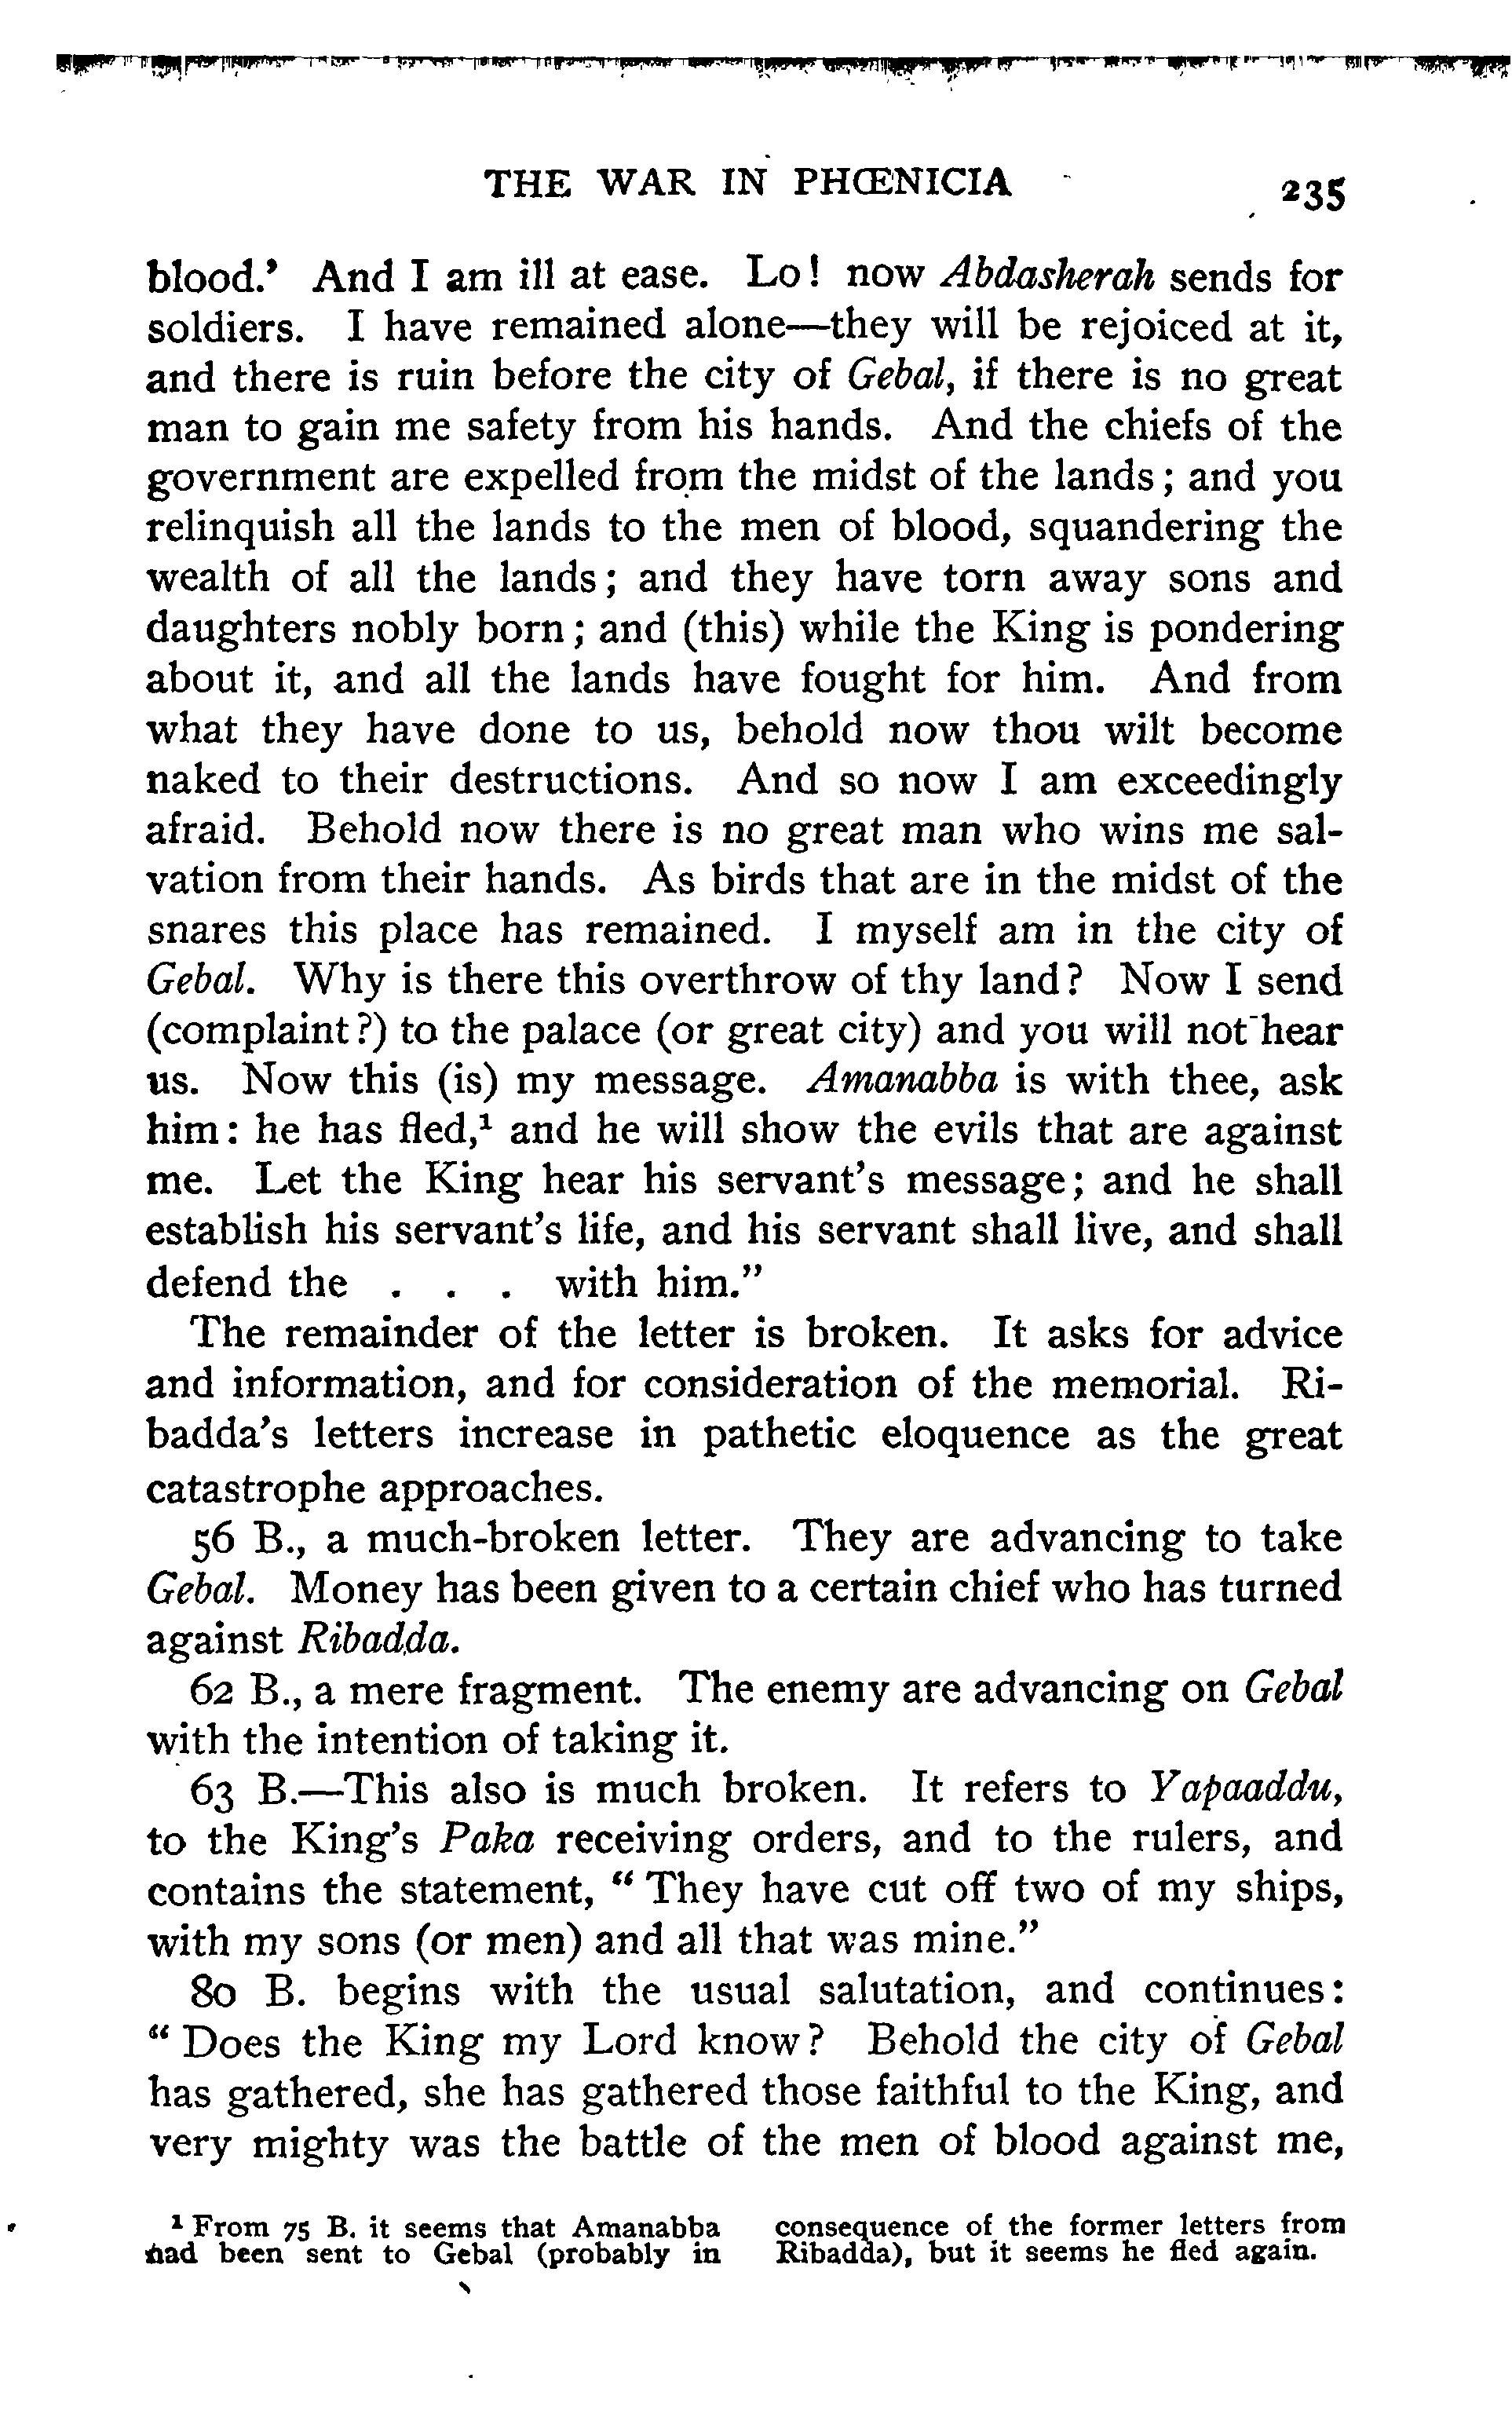 THE WAR IN PHŒNICIA 235
blood.’ And I am ill at ease. Lo! now Abdasherah sends for
soldiers. I have remained alone—they will be rejoiced at it,
and there is ruin before the city of Gebal, if there is no great
man to gain me safety from his hands. And the chiefs of the
government are expelled from the midst of the lands; and you
relinquish all the lands to the men of blood, squandering the
wealth of all the lands; and they have torn away sons and
daughters nobly born; and (this) while the King is pondering
about it, and all the lands have fought for him. And from
what they have done to us, behold now thou wilt become
naked to their destructions. And so now I am exceedingly
afraid. Behold now there is no great man who wins me sal-
vation from their hands. As birds that are in the midst of the
snares this place has remained. I myself am in the city of
Gebal. Why is there this overthrow of thy land? Now I send
(complaint?) to the palace (or great city) and you will not hear
us. Now this (is) my message. Amanabba is with thee, ask
him: he has fled,¹ and he will show the evils that are against
me. Let the King hear his servant’s message; and he shall
establish his servant’s life, and his servant shall live, and shall
defend the . . . with him.”
The remainder of the letter is broken. It asks for advice
and information, and for consideration of the memorial. Ri-
badda’s letters increase in pathetic eloquence as the great
catastrophe approaches.
56 B., a much-broken letter. They are advancing to take
Gebal. Money has been given to a certain chief who has turned
against Ribadda.
62 B., a mere fragment. The enemy are advancing on Gebal
with the intention of taking it.
63 B.—This also is much broken. It refers to Yapaaddu,
to the King’s Paka receiving orders, and to the rulers, and
contains the statement, “They have cut off two of my ships,
with my sons (or men) and all that was mine.”
80 B. begins with the usual salutation, and continues:
“Does the King my Lord know? Behold the city of Gebal
has gathered, she has gathered those faithful to the King, and
very mighty was the battle of the men of blood against me,
¹ From 75 B. it seems that Amanabba
had been sent to Gebal (probably in
consequence of the former letters from
Ribadda), but it seems he fled again.